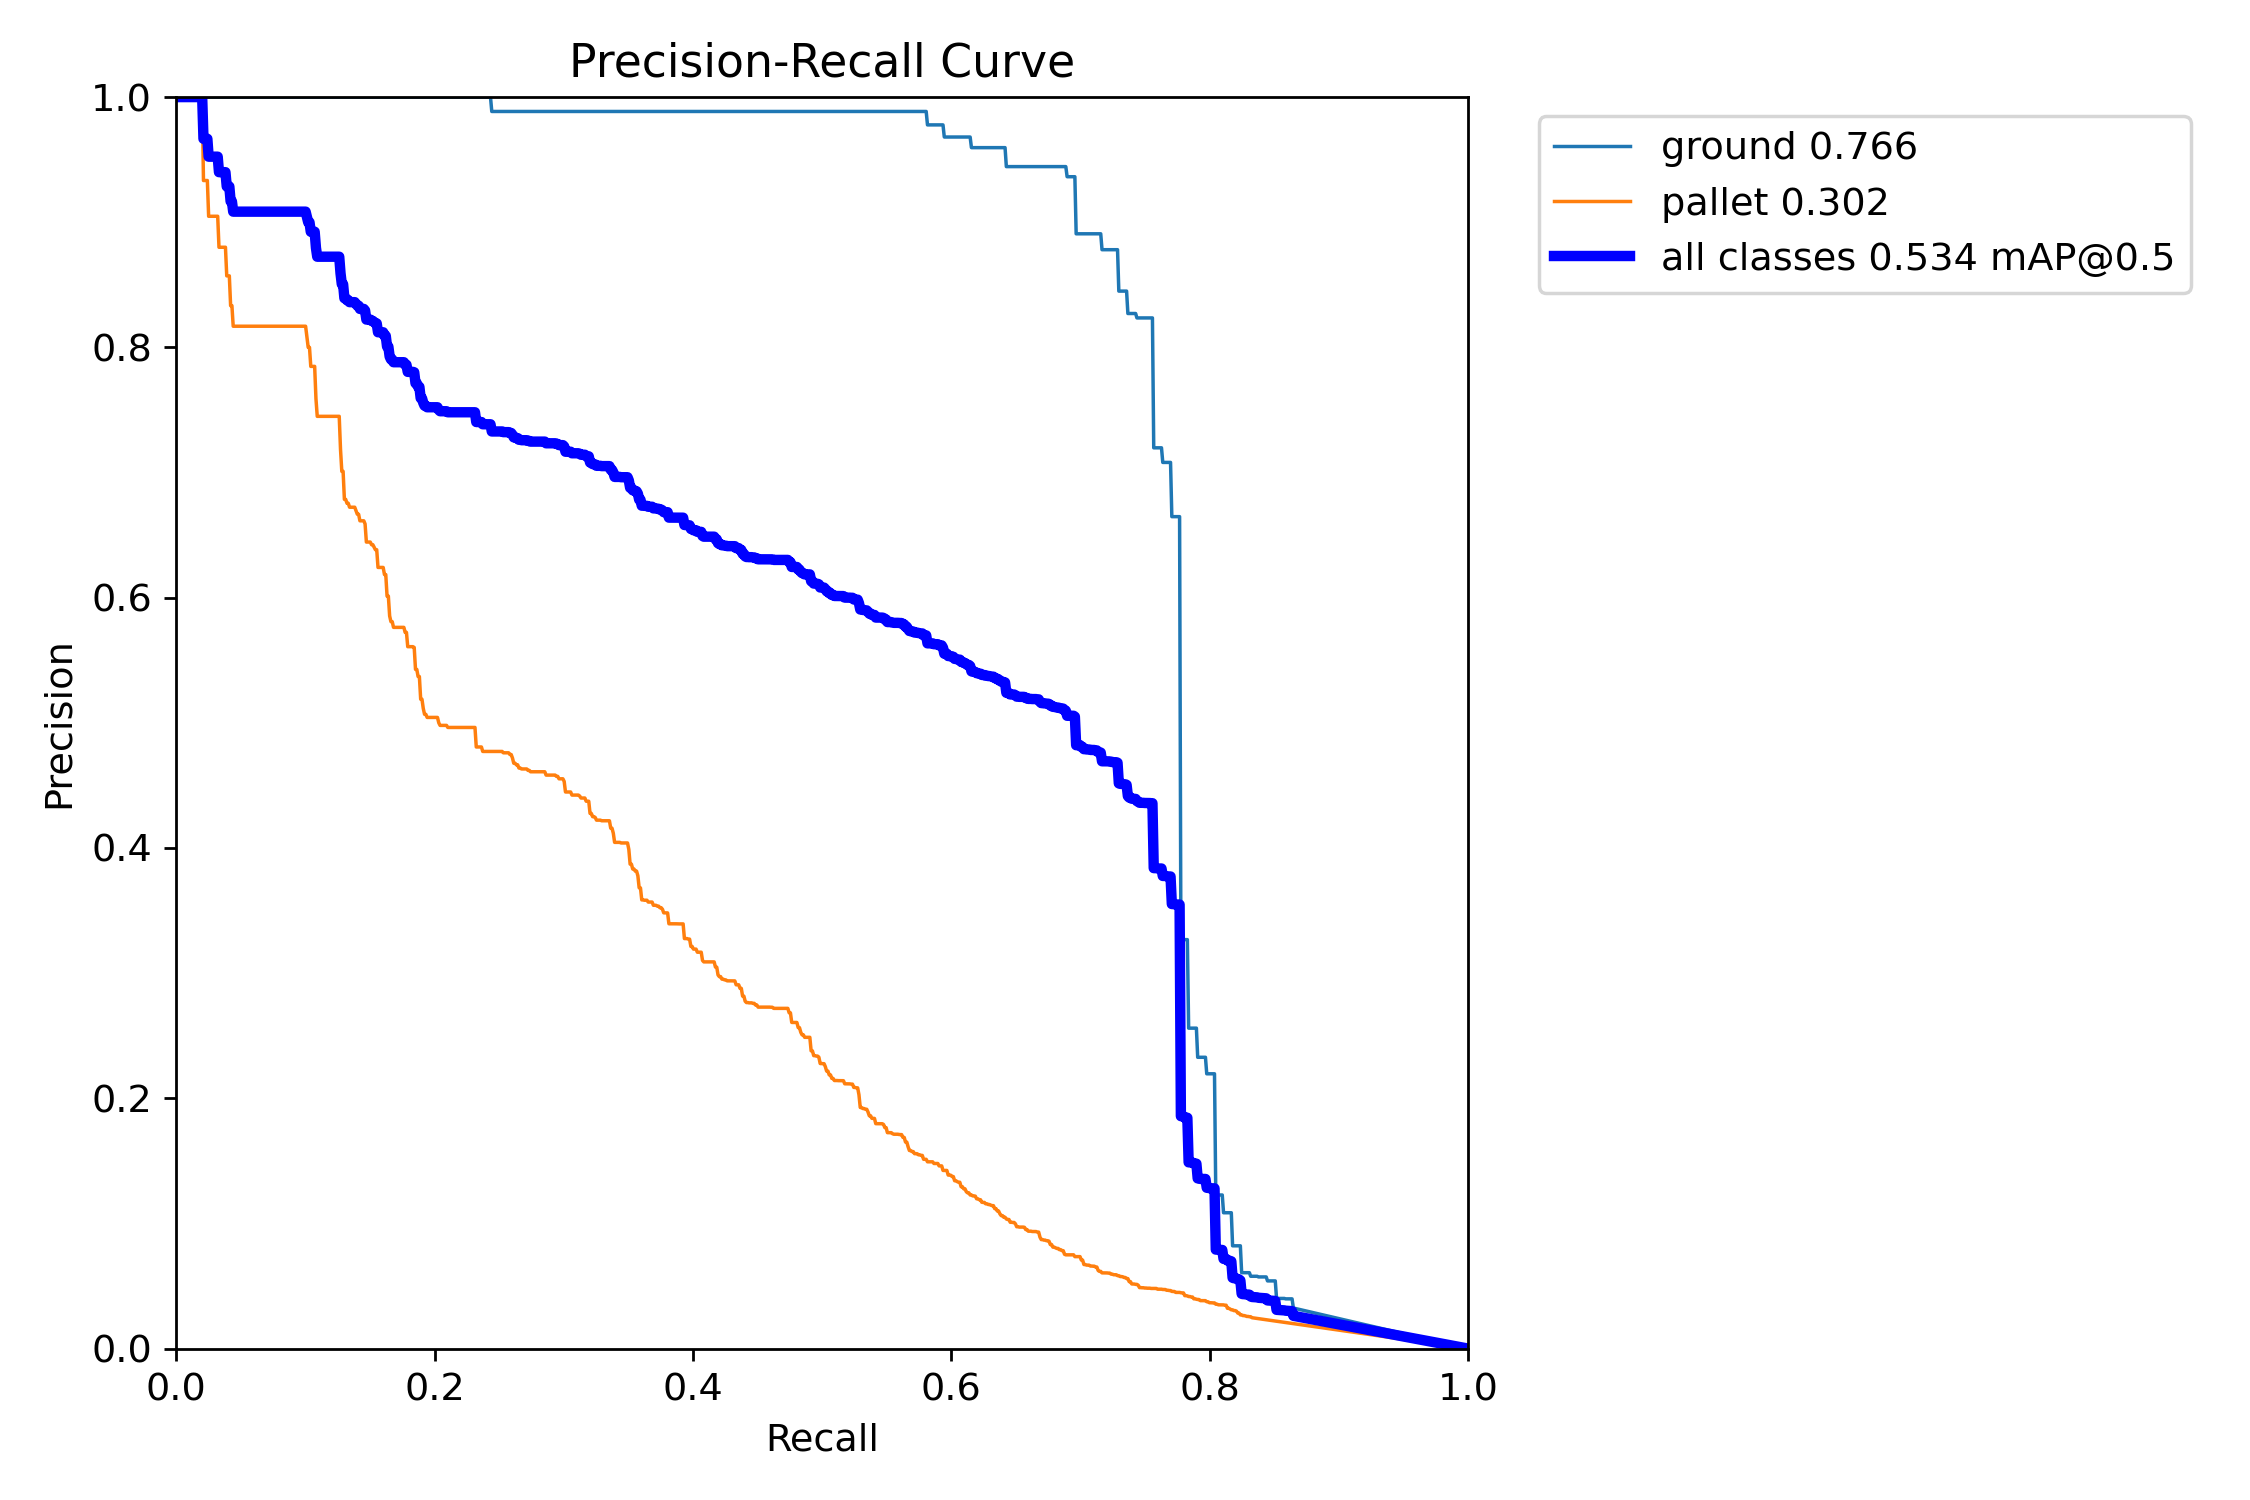 Precision-Recall Curve
1.0
0.8
0.6
0.4
0.2
0.0
Precision
0.0 0.2 0.4 0.6 0.8 1.0
Recall
ground 0.766
pallet 0.302
all classes 0.534 mAP@0.5